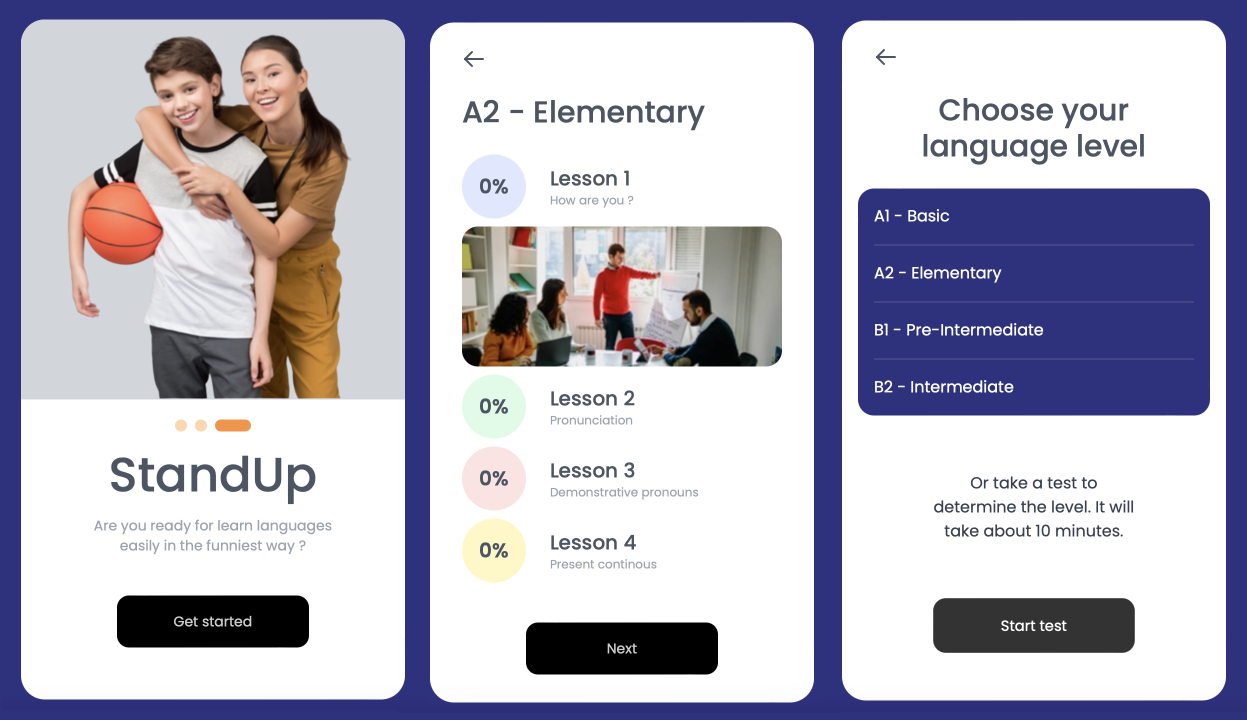 StandUp
Are you ready for learn languages
easily in the funniest way ?
Get started
A2 - Elementary
0%
Lesson 1
How are you ?
0%
Lesson 2
Pronunciation
0%
Lesson 3
Demonstrative pronouns
0%
Lesson 4
Present continous
Next
Choose your
language level
A1 - Basic
A2 - Elementary
B1 - Pre-Intermediate
B2 - Intermediate
Or take a test to
determine the level. It will
take about 10 minutes.
Start test